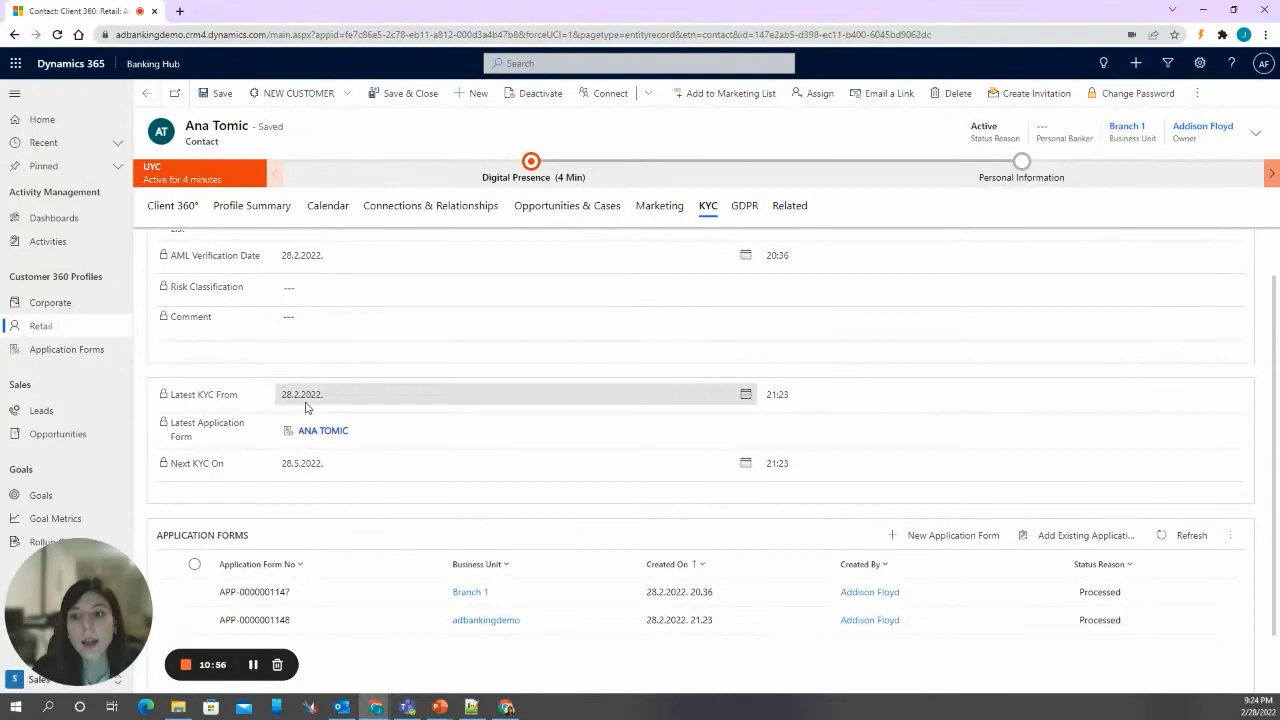 Contact: Client 360: Retail: A
adbankingdemo.crm4.dynamics.com/main.aspx?appid=fe7c86e5-2c78-eb11-a812-000d3a4b47b8&forceUCI=1&pagetype=entityrecord&etn=contact&id=147e2ab5-d398-ec11-b400-6045bd9062dc
J
Dynamics 365 Banking Hub Search AF
Save NEW CUSTOMER Save & Close New Deactivate Connect Add to Marketing List Assign Email a Link Delete Create Invitation Change Password
Home
Recent
Pinned
Activity Management
Dashboards
Activities
Customer 360 Profiles
Corporate
Retail
Application Forms
Sales
Leads
Opportunities
Goals
Goals
Goal Metrics
S
AT
Ana Tomic - Saved
Contact
Active --- Branch 1 Addison Floyd
Status Reason Personal Banker Business Unit Owner
UYC
Active for 4 minutes
Digital Presence (4 Min) Personal Information
Client 360° Profile Summary Calendar Connections & Relationships Opportunities & Cases Marketing KYC GDPR Related
List
AML Verification Date 28.2.2022. 20:36
Risk Classification ---
Comment ---
Latest KYC From 28.2.2022. 21:23
Latest Application
Form
ANA TOMIC
Next KYC On 28.5.2022. 21:23
APPLICATION FORMS New Application Form Add Existing Applicati... Refresh
Application Form No Business Unit Created On ↑ Created By Status Reason
APP-0000001147 Branch 1 28.2.2022. 20.36 Addison Floyd Processed
APP-0000001148 adbankingdemo 28.2.2022. 21.23 Addison Floyd Processed
10:56
9:24 PM
2/28/2022